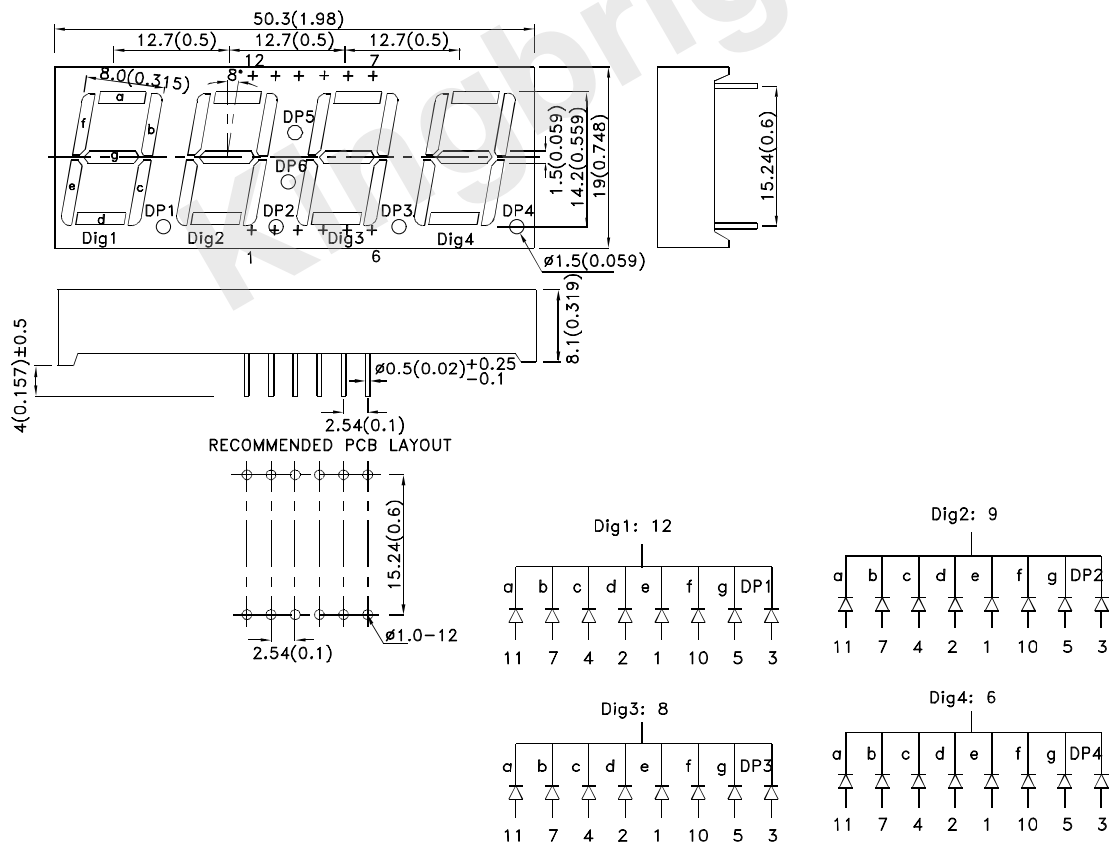 50.3(1.98)
12.7(0.5) 12.7(0.5) 12.7(0.5)
12 7
8.0(0.315)
8°
a
f b
g
e c
d
DP5
DP6
DP1 DP2 DP3 DP4
Dig1 Dig2 Dig3 Dig4
1 6
1.5(0.059)
14.2(0.559)
19(0.748)
15.24(0.6)
ø1.5(0.059)
Kingbrig
8.1(0.319)
4(0.157)±0.5
ø0.5(0.02)+0.25
-0.1
2.54(0.1)
RECOMMENDED PCB LAYOUT
15.24(0.6)
2.54(0.1)
ø1.0-12
Dig1: 12
a b c d e f g DP1
11 7 4 2 1 10 5 3
Dig2: 9
a b c d e f g DP2
11 7 4 2 1 10 5 3
Dig3: 8
a b c d e f g DP3
11 7 4 2 1 10 5 3
Dig4: 6
a b c d e f g DP4
11 7 4 2 1 10 5 3